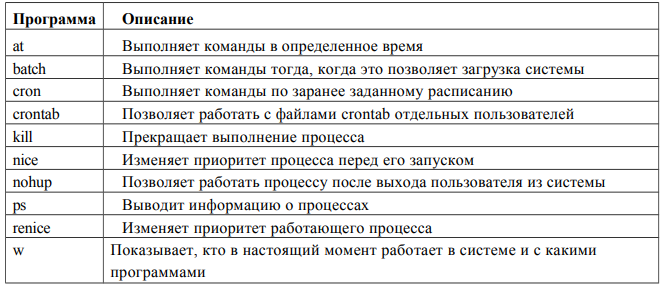 Программа Описание
at Выполняет команды в определенное время
batch Выполняет команды тогда, когда это позволяет загрузка системы
cron Выполняет команды по заранее заданному расписанию
crontab Позволяет работать с файлами crontab отдельных пользователей
kill Прекращает выполнение процесса
nice Изменяет приоритет процесса перед его запуском
nohup Позволяет работать процессу после выхода пользователя из системы
ps Выводит информацию о процессах
renice Изменяет приоритет работающего процесса
w Показывает, кто в настоящий момент работает в системе и с какими
программами